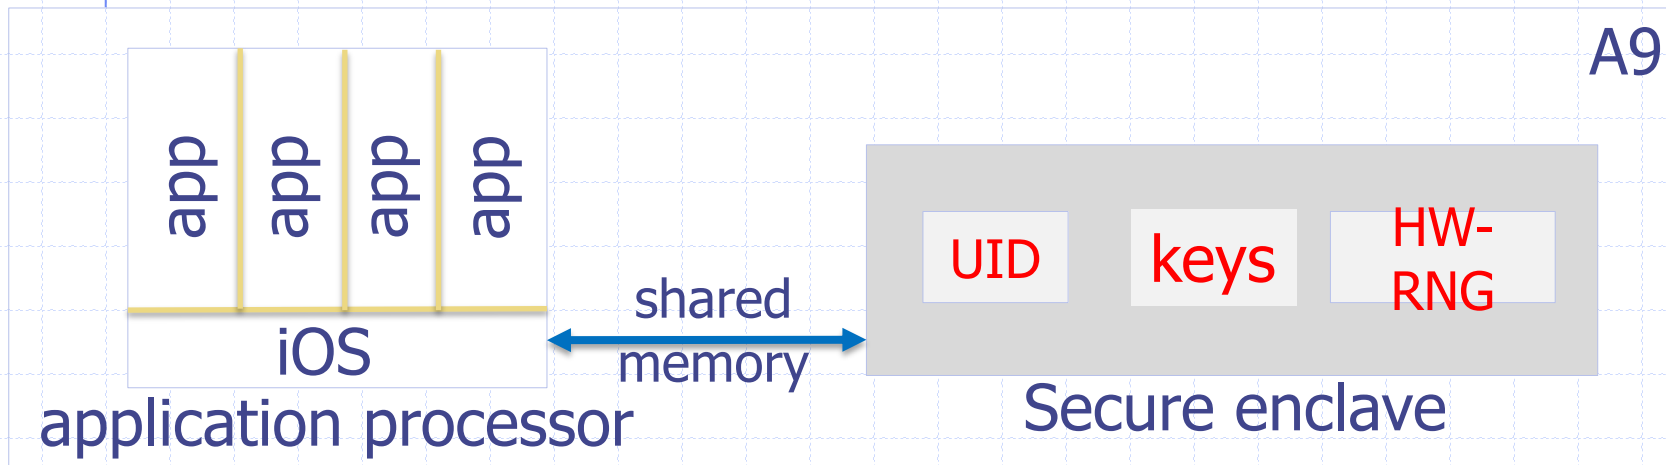 A9
app
app
app
app
iOS
application processor
shared
memory
UID
keys
HW-
RNG
Secure enclave